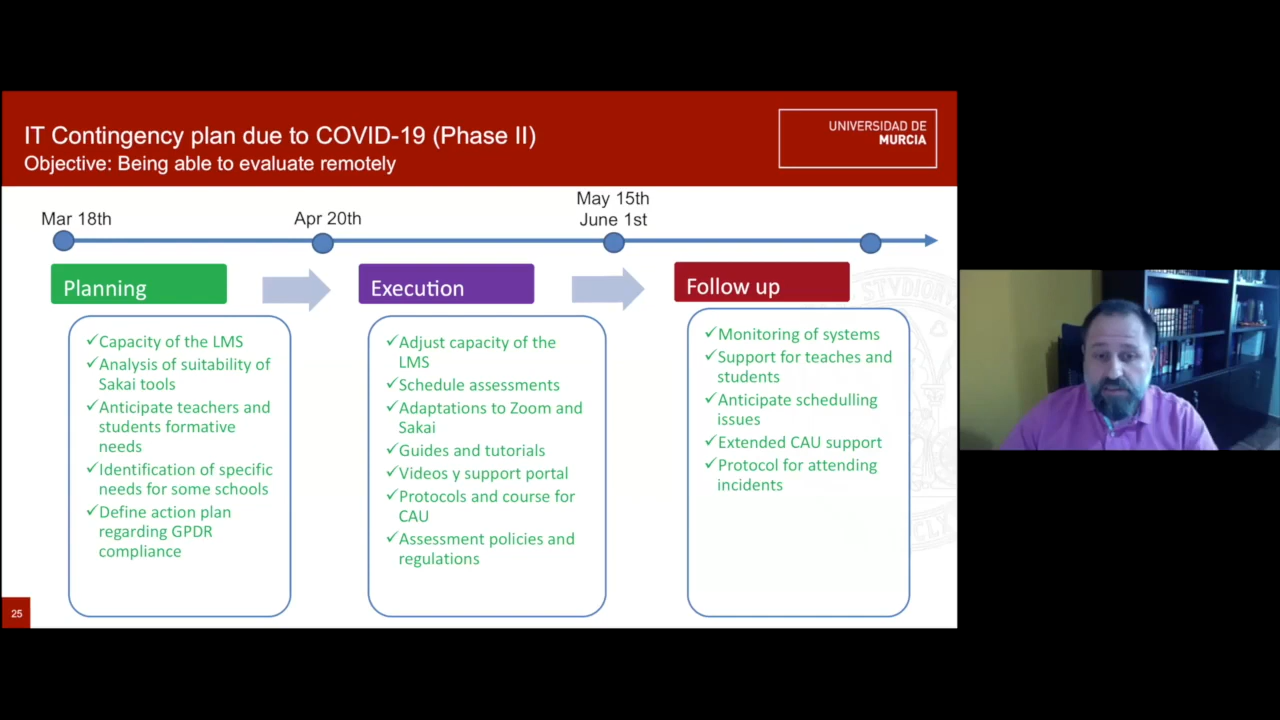 IT Contingency plan due to COVID-19 (Phase II)
Objective: Being able to evaluate remotely
UNIVERSIDAD DE
MURCIA
Mar 18th
Apr 20th
May 15th
June 1st
Planning
✓Capacity of the LMS
✓Analysis of suitability of
Sakai tools
✓Anticipate teachers and
students formative
needs
✓Identification of specific
needs for some schools
✓Define action plan
regarding GPDR
compliance
Execution
✓Adjust capacity of the
LMS
✓Schedule assessments
✓Adaptations to Zoom and
Sakai
✓Guides and tutorials
✓Videos y support portal
✓Protocols and course for
CAU
✓Assessment policies and
regulations
Follow up
✓Monitoring of systems
✓Support for teaches and
students
✓Anticipate schedulling
issues
✓Extended CAU support
✓Protocol for attending
incidents
25